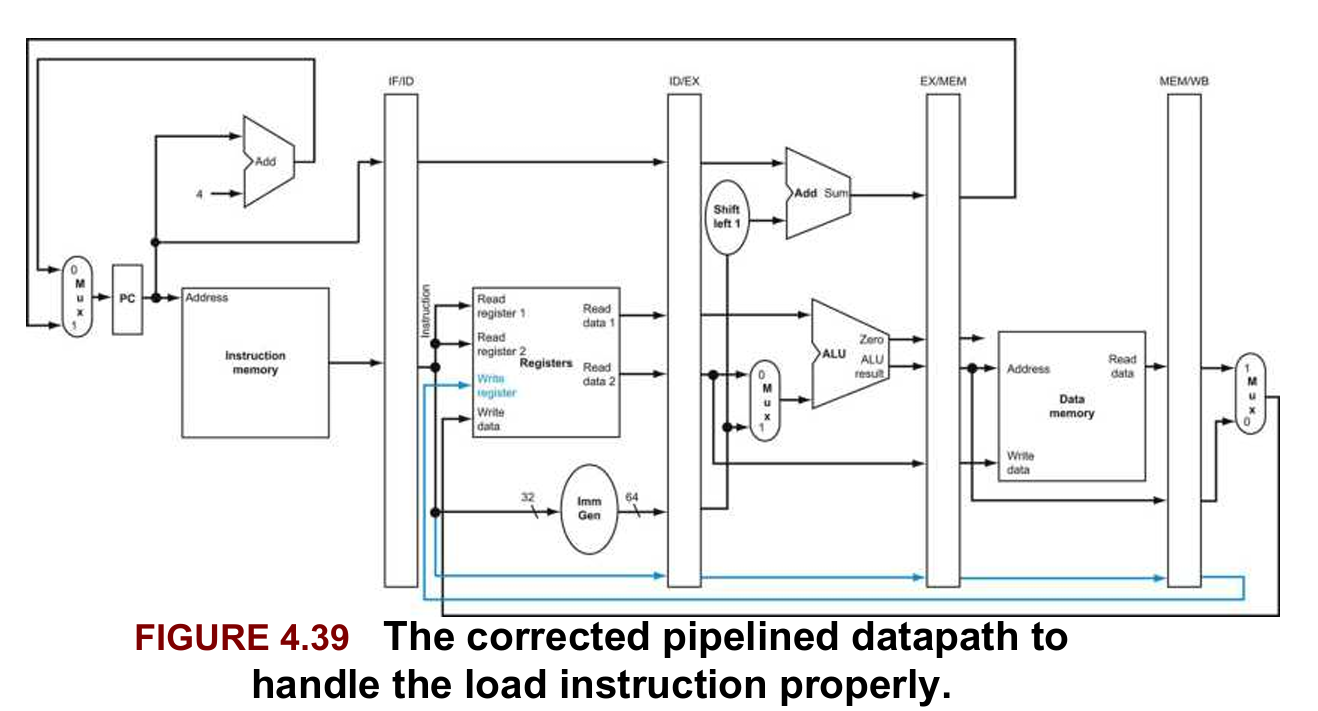 IF/ID
ID/EX
EX/MEM
MEM/WB
Add
4
Add Sum
Shift
left 1
0
M
u
x
1
PC
Address
Instruction
memory
Instruction
Read
register 1
Read
register 2
Registers
Write
register
Write
data
Read
data 1
Read
data 2
0
M
u
x
1
Zero
ALU
ALU
result
Address
Read
data
Data
memory
Write
data
1
M
u
x
0
32
Imm
Gen
64
FIGURE 4.39 The corrected pipelined datapath to
handle the load instruction properly.